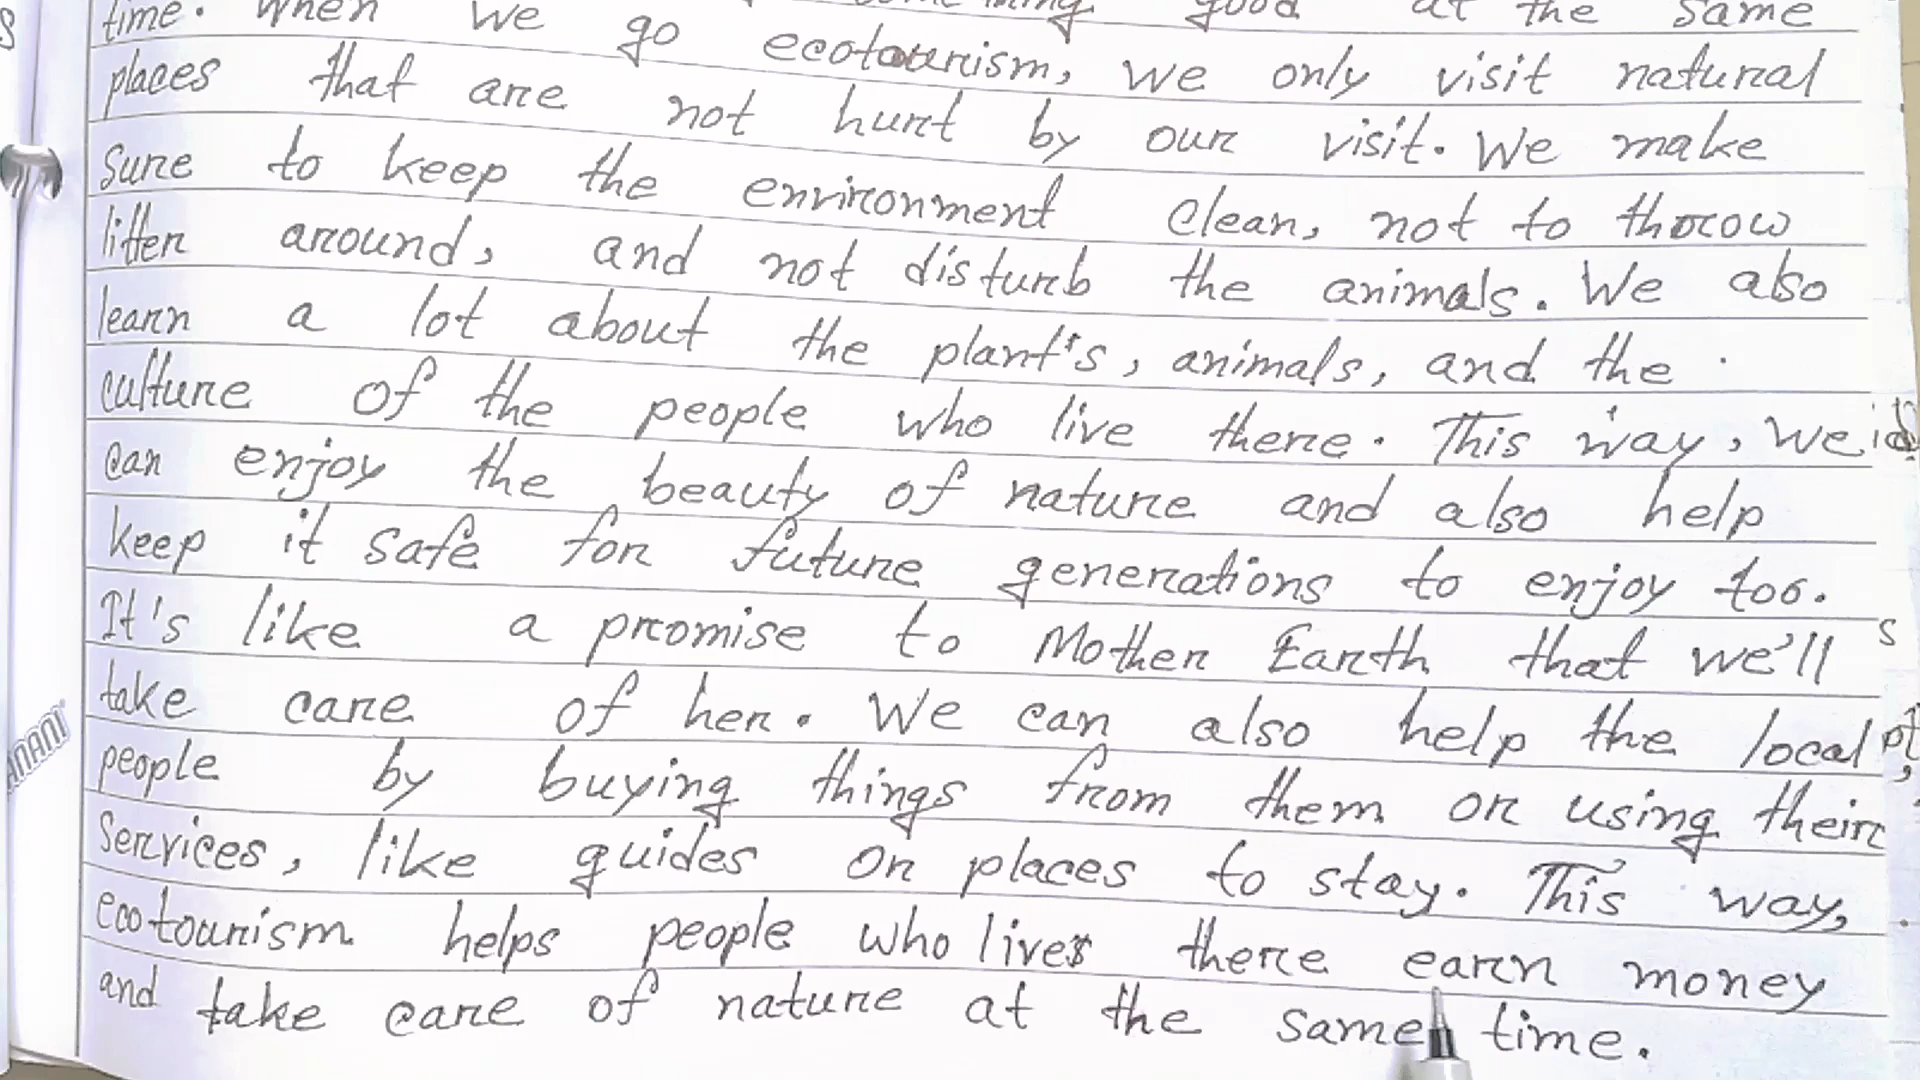 time. When we go something good at the same
ecotourism, we only visit natural
places that are not hurt by our visit. We make
sure to keep the environment clean, not to thorow
litter around, and not disturb the animals. We also
learn a lot about the plant's, animals, and the
culture of the people who live there. This way, we
can enjoy the beauty of nature and also help
keep it safe for future generations to enjoy too.
It's like a promise to Mother Earth that we'll
take care of her. We can also help the local
people by buying things from them or using their
services, like guides or places to stay. This way,
ecotourism helps people who lives there earn money
and take care of nature at the same time.